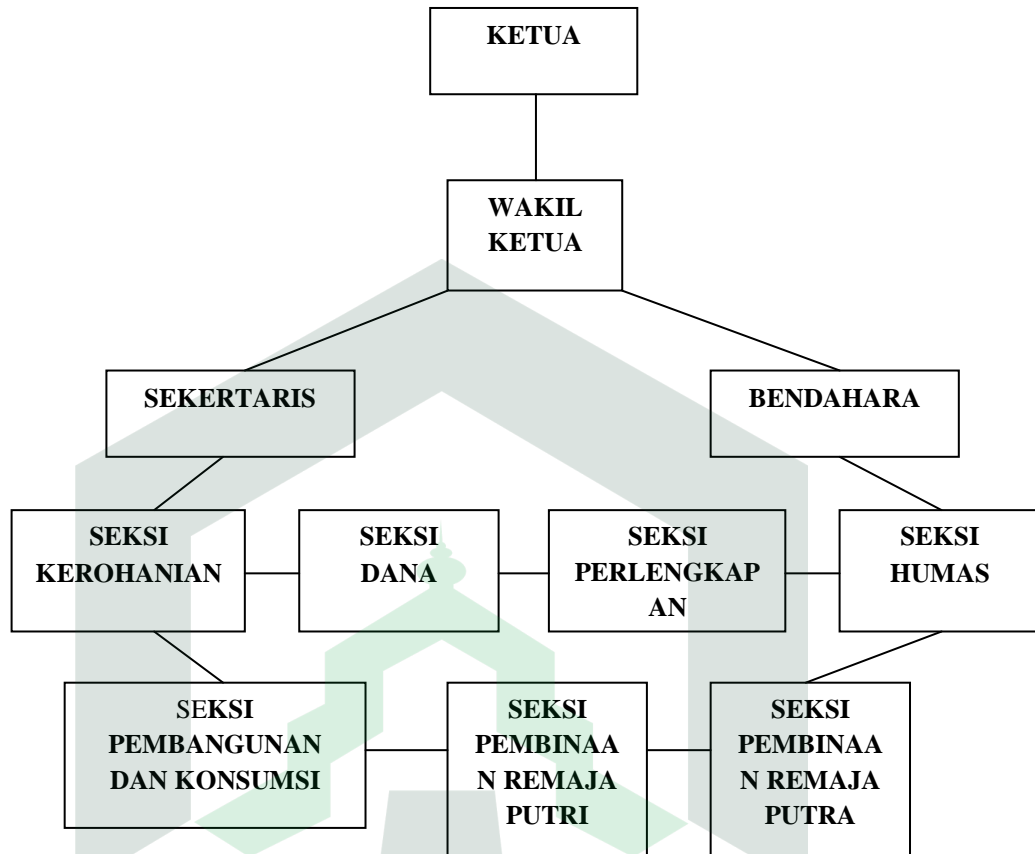 KETUA
WAKIL
KETUA
SEKERTARIS
BENDAHARA
SEKSI
KEROHANIAN
SEKSI
DANA
SEKSI
PERLENGKAP
AN
SEKSI
HUMAS
SEKSI
PEMBANGUNAN
DAN KONSUMSI
SEKSI
PEMBINAA
N REMAJA
PUTRI
SEKSI
PEMBINAA
N REMAJA
PUTRA